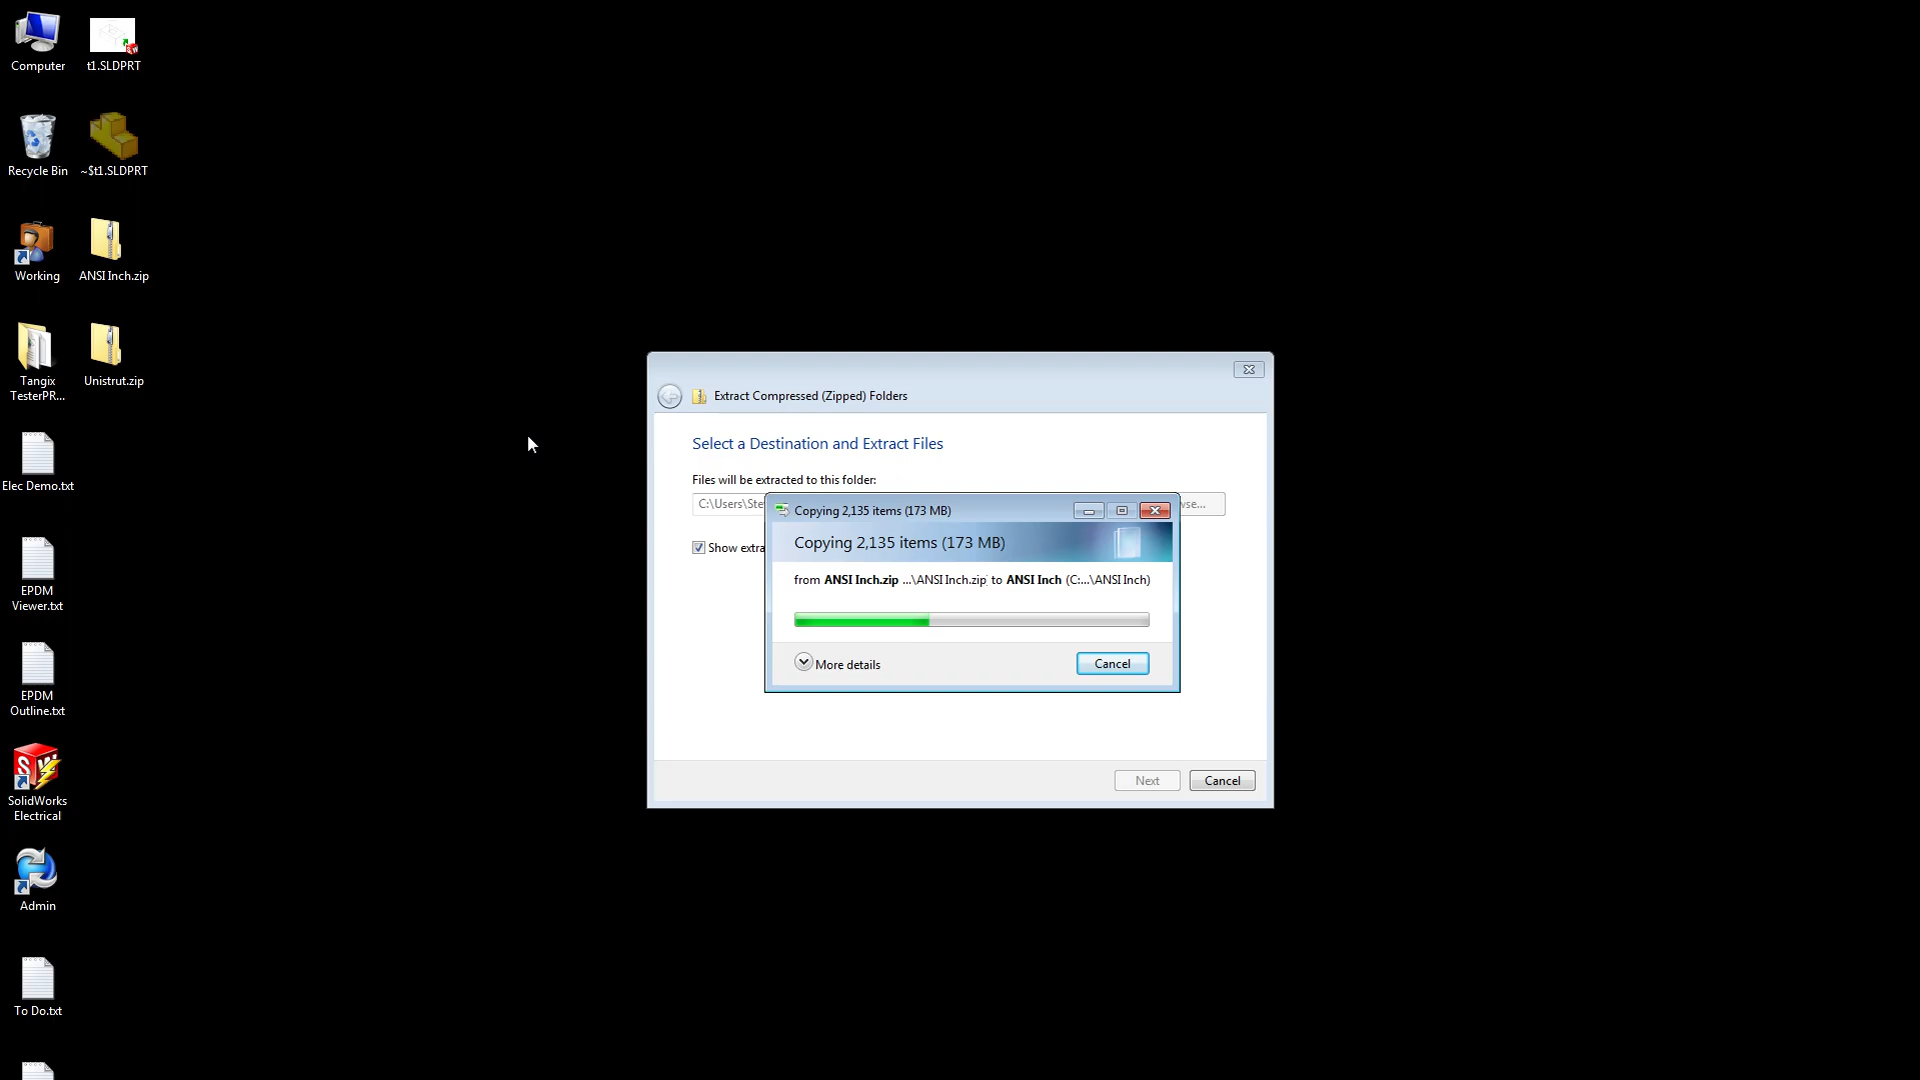 Computer
t1.SLDPRT
Recycle Bin
~$t1.SLDPRT
Working
ANSI Inch.zip
Tangix
TesterPR...
Unistrut.zip
Elec Demo.txt
EPDM
Viewer.txt
EPDM
Outline.txt
SolidWorks
Electrical
Admin
To Do.txt
Extract Compressed (Zipped) Folders
Select a Destination and Extract Files
Files will be extracted to this folder:
C:\Users\Ste
wse...
Show extra
Copying 2,135 items (173 MB)
Copying 2,135 items (173 MB)
from ANSI Inch.zip ...\ANSI Inch.zip) to ANSI Inch (C:...\ANSI Inch)
More details
Cancel
Next
Cancel